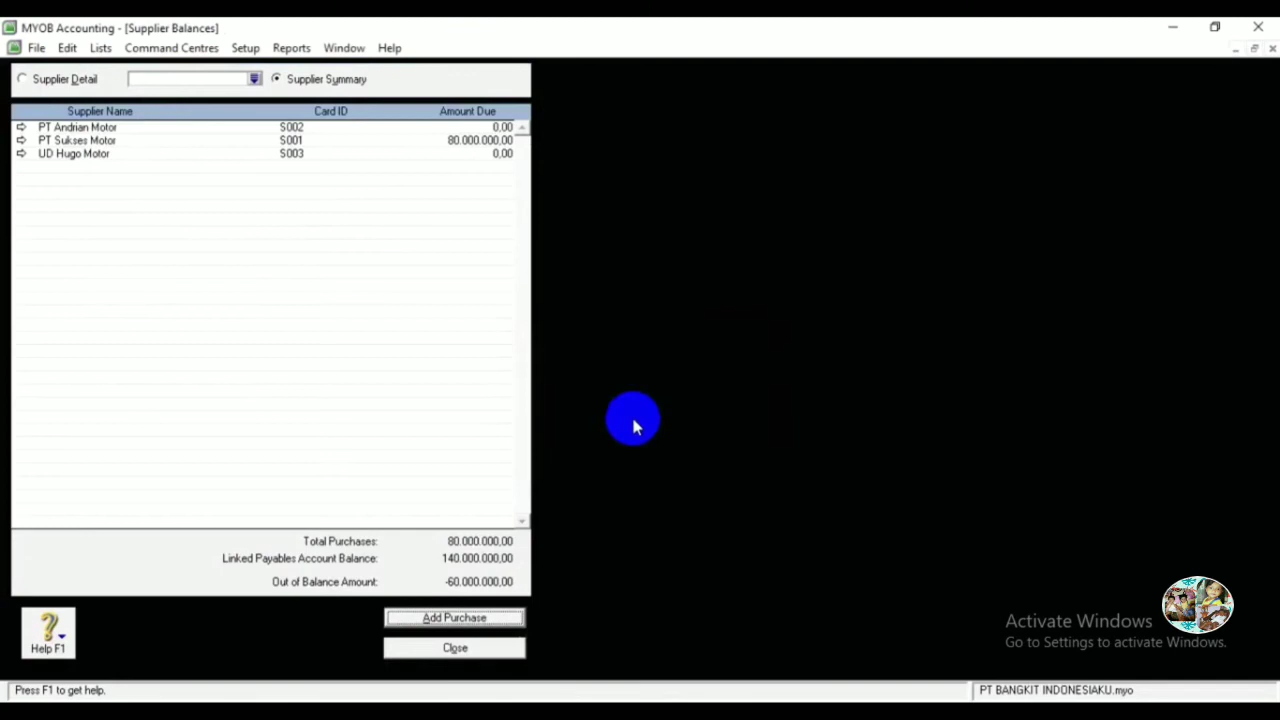 MYOB Accounting - [Supplier Balances]
File Edit Lists Command Centres Setup Reports Window Help
Supplier Detail Supplier Summary
Supplier Name Card ID Amount Due
PT Andrian Motor S002 0,00
PT Sukses Motor S001 80.000.000,00
UD Hugo Motor S003 0,00
Total Purchases: 80.000.000,00
Linked Payables Account Balance: 140.000.000,00
Out of Balance Amount: -60.000.000,00
Add Purchase
Help F1
Close
Activate Windows
Go to Settings to activate Windows.
Press F1 to get help. PT BANGKIT INDONESIAKU.myo